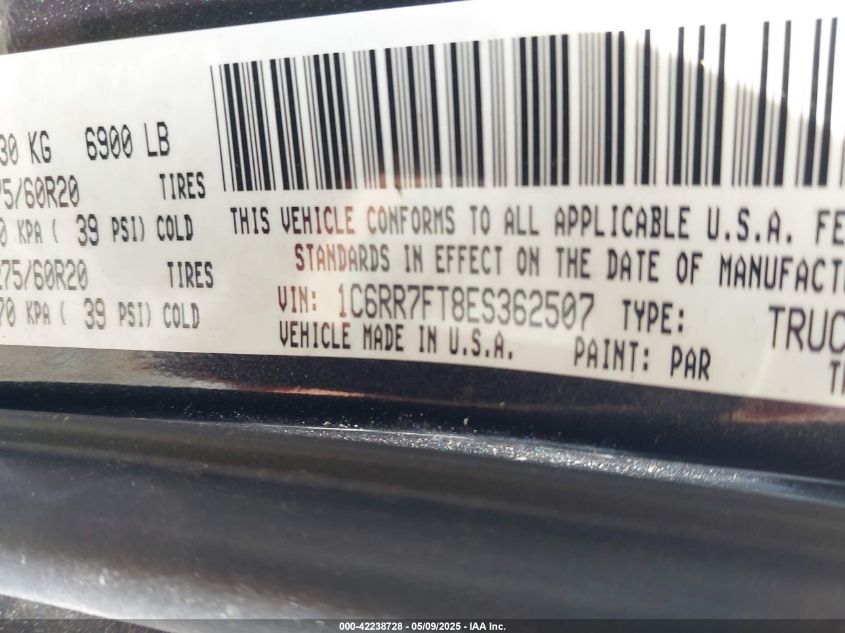 30 KG 6900 LB
75/60R20 TIRES
0 KPA ( 39 PSI) COLD
275/60R20 TIRES
70 KPA ( 39 PSI) COLD
THIS VEHICLE CONFORMS TO ALL APPLICABLE U.S.A. FE
STANDARDS IN EFFECT ON THE DATE OF MANUFACT
VIN: 1C6RR7FT8ES362507 TYPE: TRUC
VEHICLE MADE IN U.S.A. PAINT: PAR
000-42238728 - 05/09/2025 - IAA Inc.